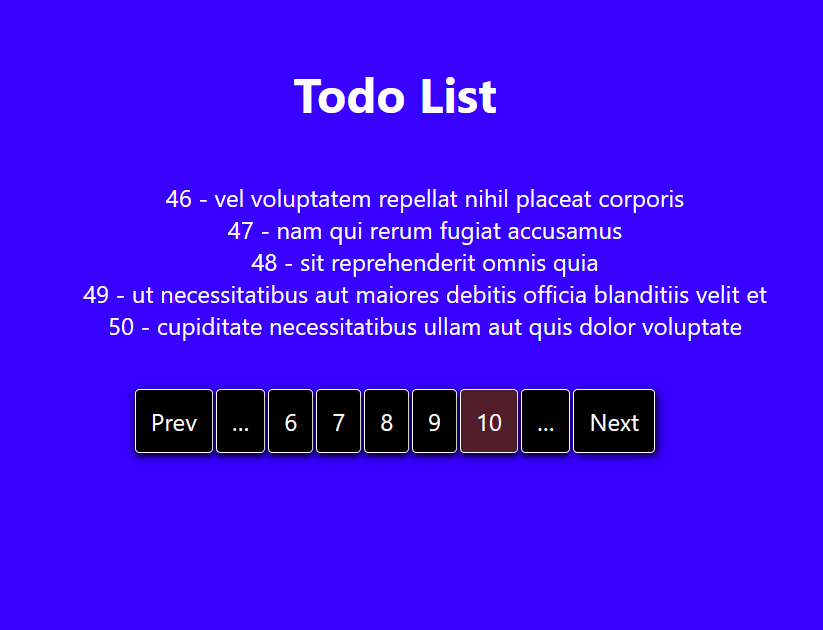 Todo List
46 - vel voluptatem repellat nihil placeat corporis
47 - nam qui rerum fugiat accusamus
48 - sit reprehenderit omnis quia
49 - ut necessitatibus aut maiores debitis officia blanditiis velit et
50 - cupiditate necessitatibus ullam aut quis dolor voluptate
Prev ... 6 7 8 9 10 ... Next